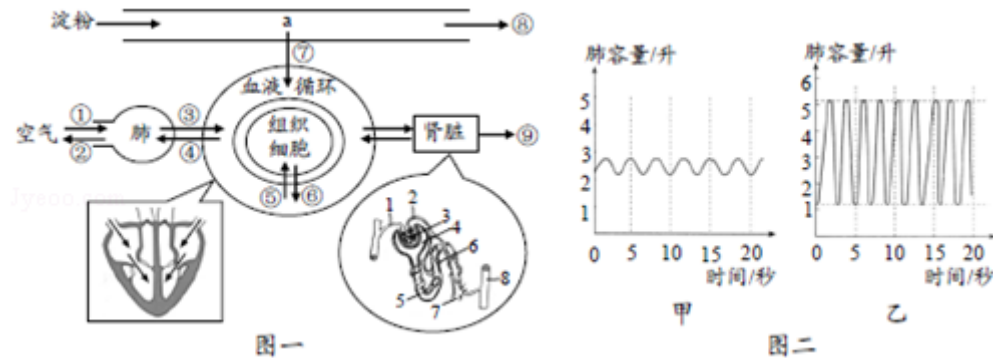 淀粉 a ⑧
⑦
血液 循环
① ③
空气 肺 组织 细胞 肾脏 ⑨
② ④
⑤ ⑥
1 2 3 4 6 5 7 8
图一
肺容量/升
5
4
3
2
1
0 5 10 15 20
时间/秒
甲
肺容量/升
6
5
4
3
2
1
0 5 10 15 20
时间/秒
乙
图二